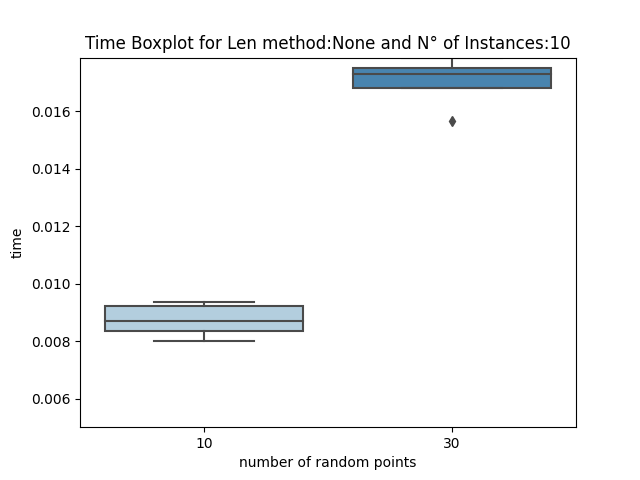 Time Boxplot for Len method:None and N° of Instances:10
0.016
0.014
0.012
0.010
0.008
0.006
time
10 30
number of random points